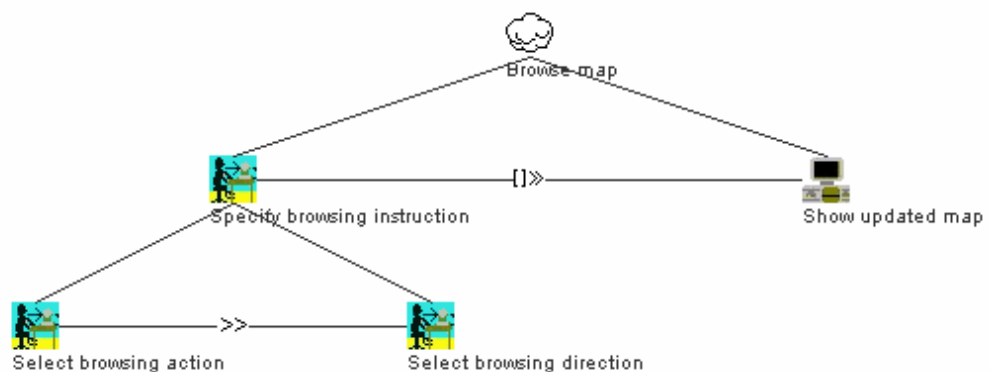 Browse map
[]>>
Specify browsing instruction
Show updated map
>>
Select browsing action
Select browsing direction